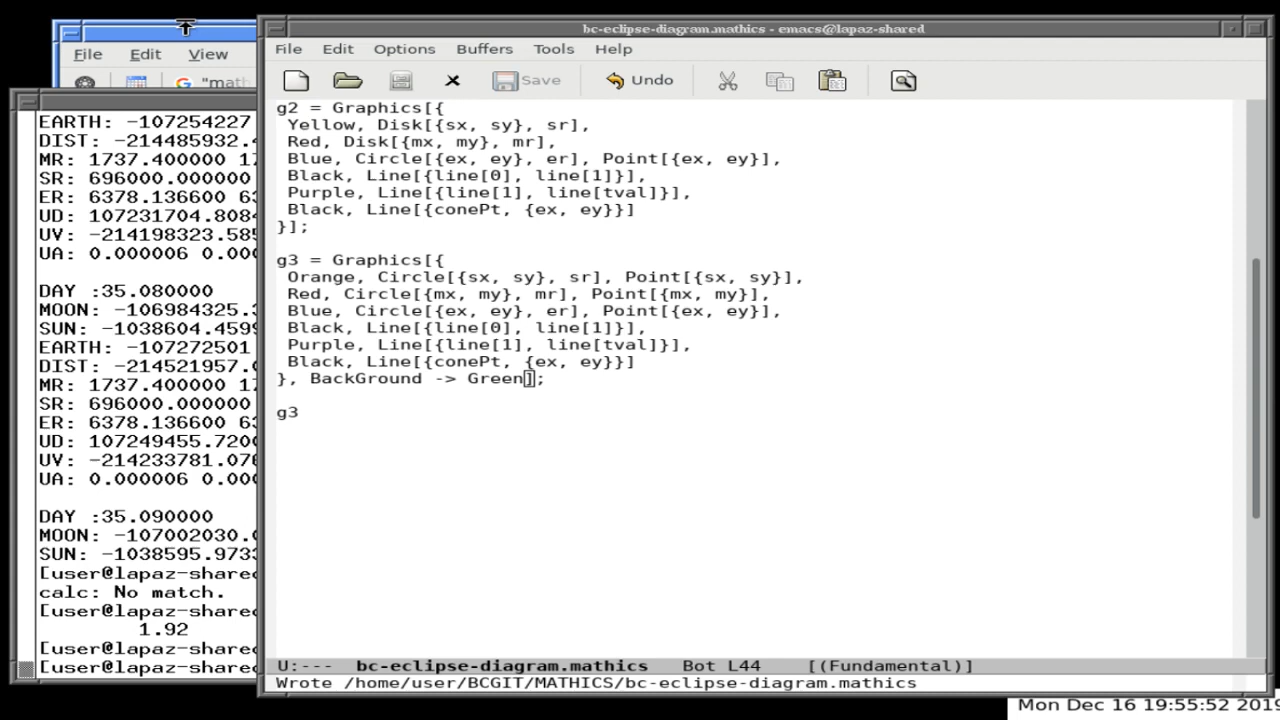 bc-eclipse-diagram.mathics - emacs@lapaz-shared
File Edit View
"math
File Edit Options Buffers Tools Help
Save Undo
EARTH: -107254227
DIST: -214485932.
MR: 1737.400000
SR: 696000.000000
ER: 6378.136600
UD: 107231704.808
UV: -214198323.58
UA: 0.000006 0.00
DAY :35.080000
MOON: -106984325.
SUN: -1038604.459
EARTH: -107272501
DIST: -214521957.
MR: 1737.400000
SR: 696000.000000
ER: 6378.136600
UD: 107249455.720
UV: -214233781.07
UA: 0.000006 0.00
DAY :35.090000
MOON: -107002030.
SUN: -1038595.973
[user@lapaz-shared
calc: No match.
[user@lapaz-shared
1.92
[user@lapaz-shared
[user@lapaz-shared
g2 = Graphics[{
Yellow, Disk[{sx, sy}, sr],
Red, Disk[{mx, my}, mr],
Blue, Circle[{ex, ey}, er], Point[{ex, ey}],
Black, Line[{line[0], line[1]}],
Purple, Line[{line[1], line[tval]}],
Black, Line[{conePt, {ex, ey}}]
}];
g3 = Graphics[{
Orange, Circle[{sx, sy}, sr], Point[{sx, sy}],
Red, Circle[{mx, my}, mr], Point[{mx, my}],
Blue, Circle[{ex, ey}, er], Point[{ex, ey}],
Black, Line[{line[0], line[1]}],
Purple, Line[{line[1], line[tval]}],
Black, Line[{conePt, {ex, ey}}]
}, BackGround -> Green];
g3
U:--- bc-eclipse-diagram.mathics Bot L44 [(Fundamental)]
Wrote /home/user/BCGIT/MATHICS/bc-eclipse-diagram.mathics
Mon Dec 16 19:55:52 2019